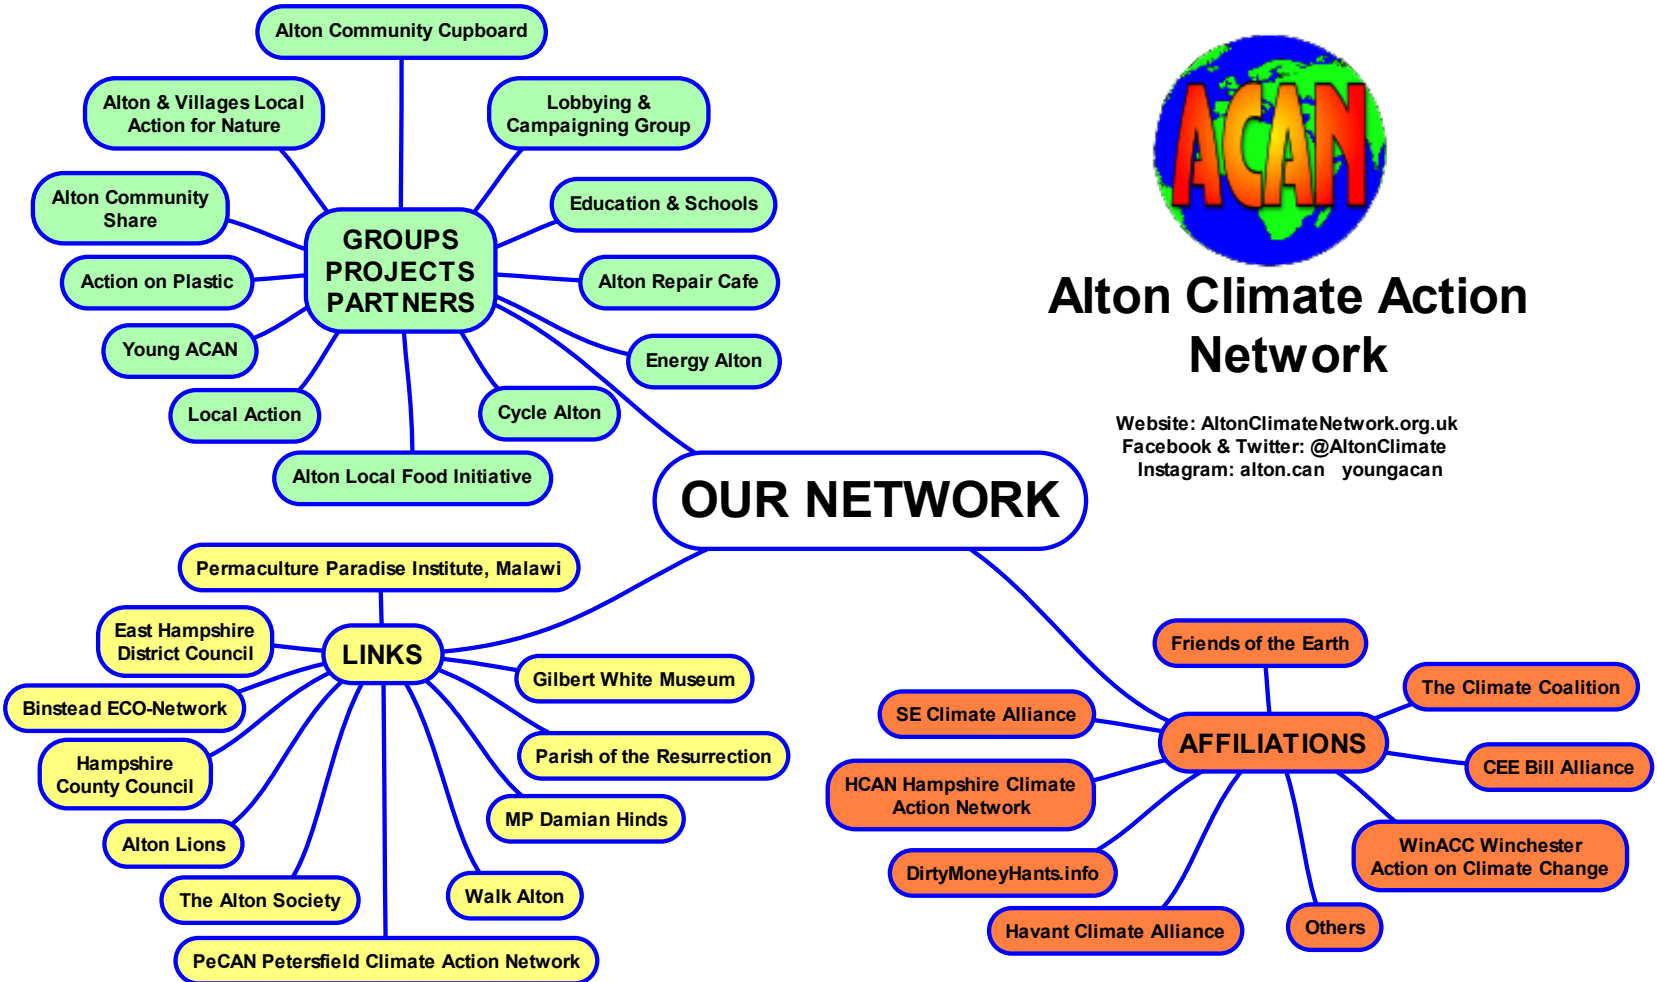 Alton Community Cupboard
Alton & Villages Local
Action for Nature
Lobbying &
Campaigning Group
Alton Community
Share
Education & Schools
GROUPS
PROJECTS
PARTNERS
Action on Plastic
Alton Repair Cafe
Young ACAN
Energy Alton
Local Action
Cycle Alton
Alton Local Food Initiative
ACAN
Alton Climate Action
Network
Website: AltonClimateNetwork.org.uk
Facebook & Twitter: @AltonClimate
Instagram: alton.can youngacan
OUR NETWORK
Permaculture Paradise Institute, Malawi
East Hampshire
District Council
LINKS
Gilbert White Museum
Binstead ECO-Network
Parish of the Resurrection
Hampshire
County Council
MP Damian Hinds
Alton Lions
The Alton Society
Walk Alton
PeCAN Petersfield Climate Action Network
Friends of the Earth
The Climate Coalition
SE Climate Alliance
AFFILIATIONS
CEE Bill Alliance
HCAN Hampshire Climate
Action Network
WinACC Winchester
Action on Climate Change
DirtyMoneyHants.info
Havant Climate Alliance
Others